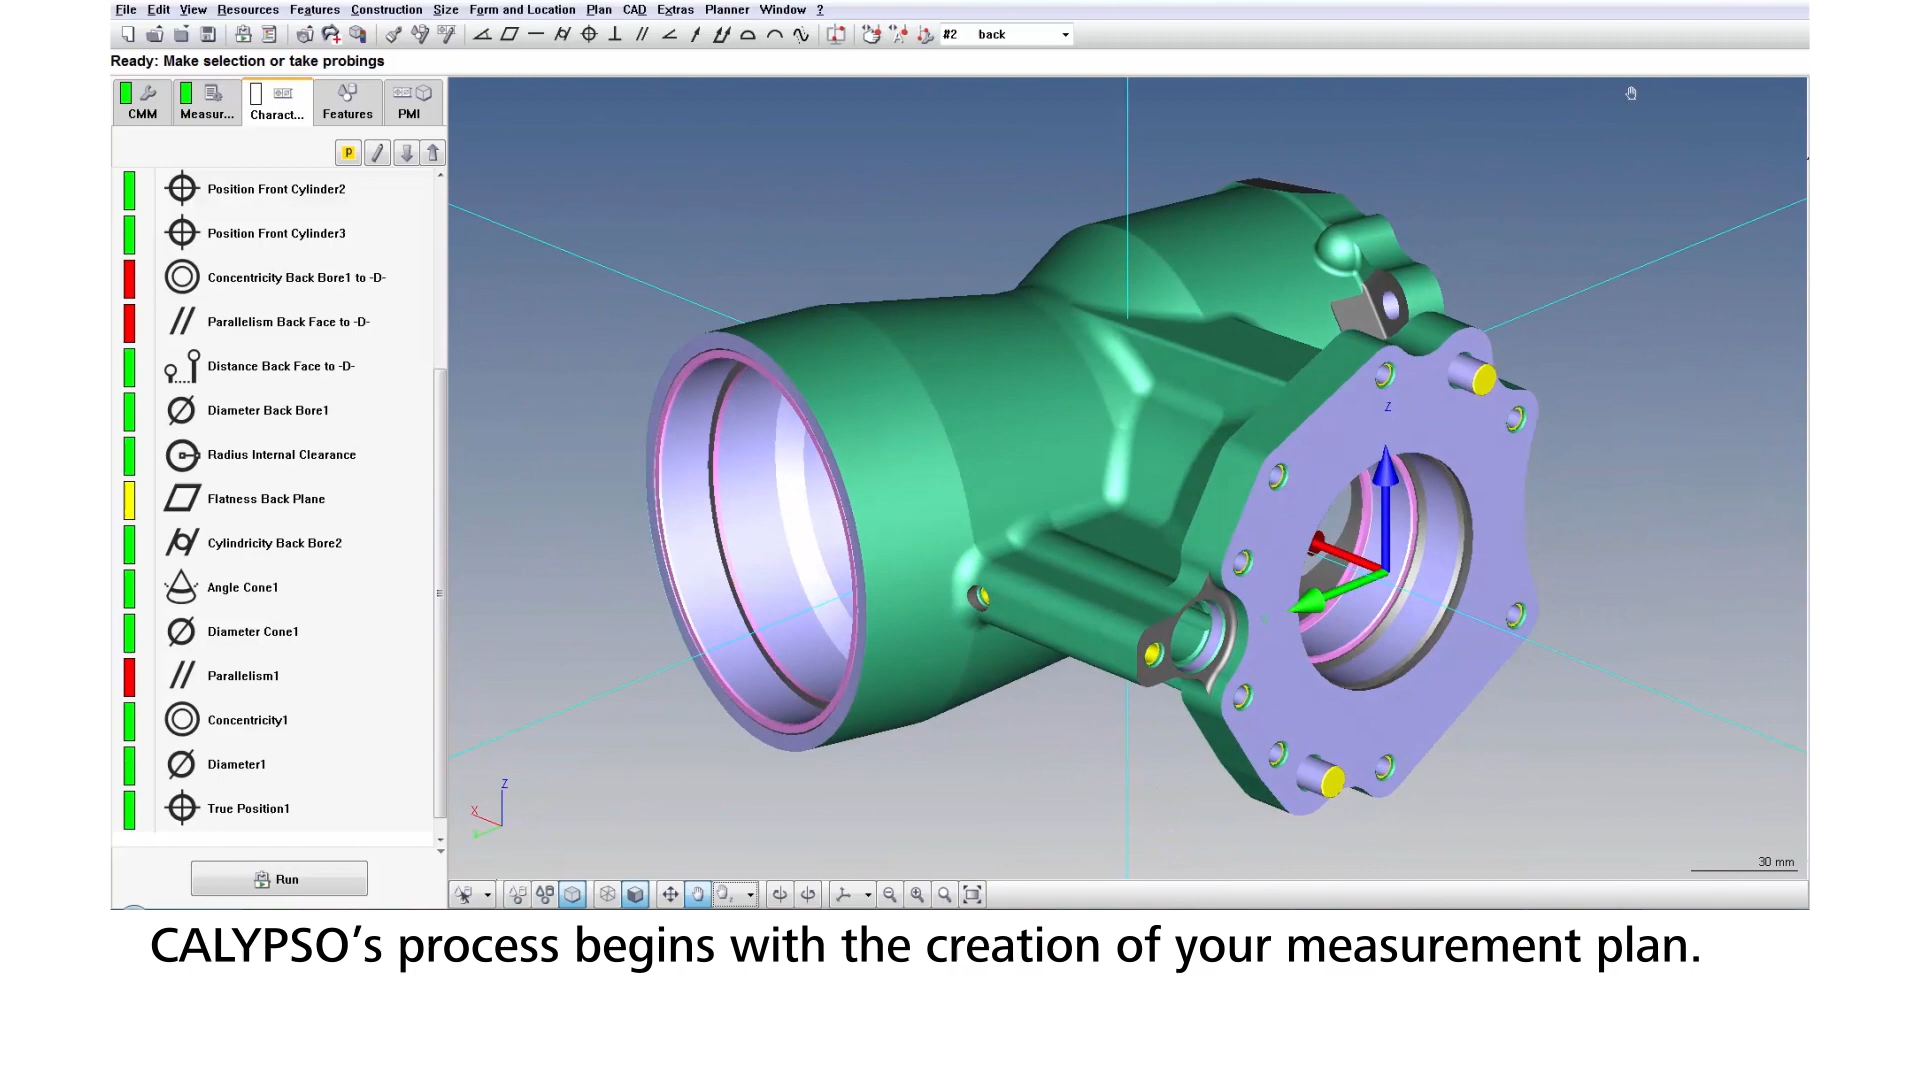 File Edit View Resources Features Construction Size Form and Location Plan CAD Extras Planner Window ?
#2 back
Ready: Make selection or take probings
CMM Measur... Charact... Features PMI
P
Position Front Cylinder2
Position Front Cylinder3
Concentricity Back Bore1 to -D-
Parallelism Back Face to -D-
Distance Back Face to -D-
Diameter Back Bore1
Radius Internal Clearance
Flatness Back Plane
Cylindricity Back Bore2
Angle Cone1
Diameter Cone1
Parallelism1
Concentricity1
Diameter1
True Position1
Run
Z
Z
X
30 mm
CALYPSO’s process begins with the creation of your measurement plan.